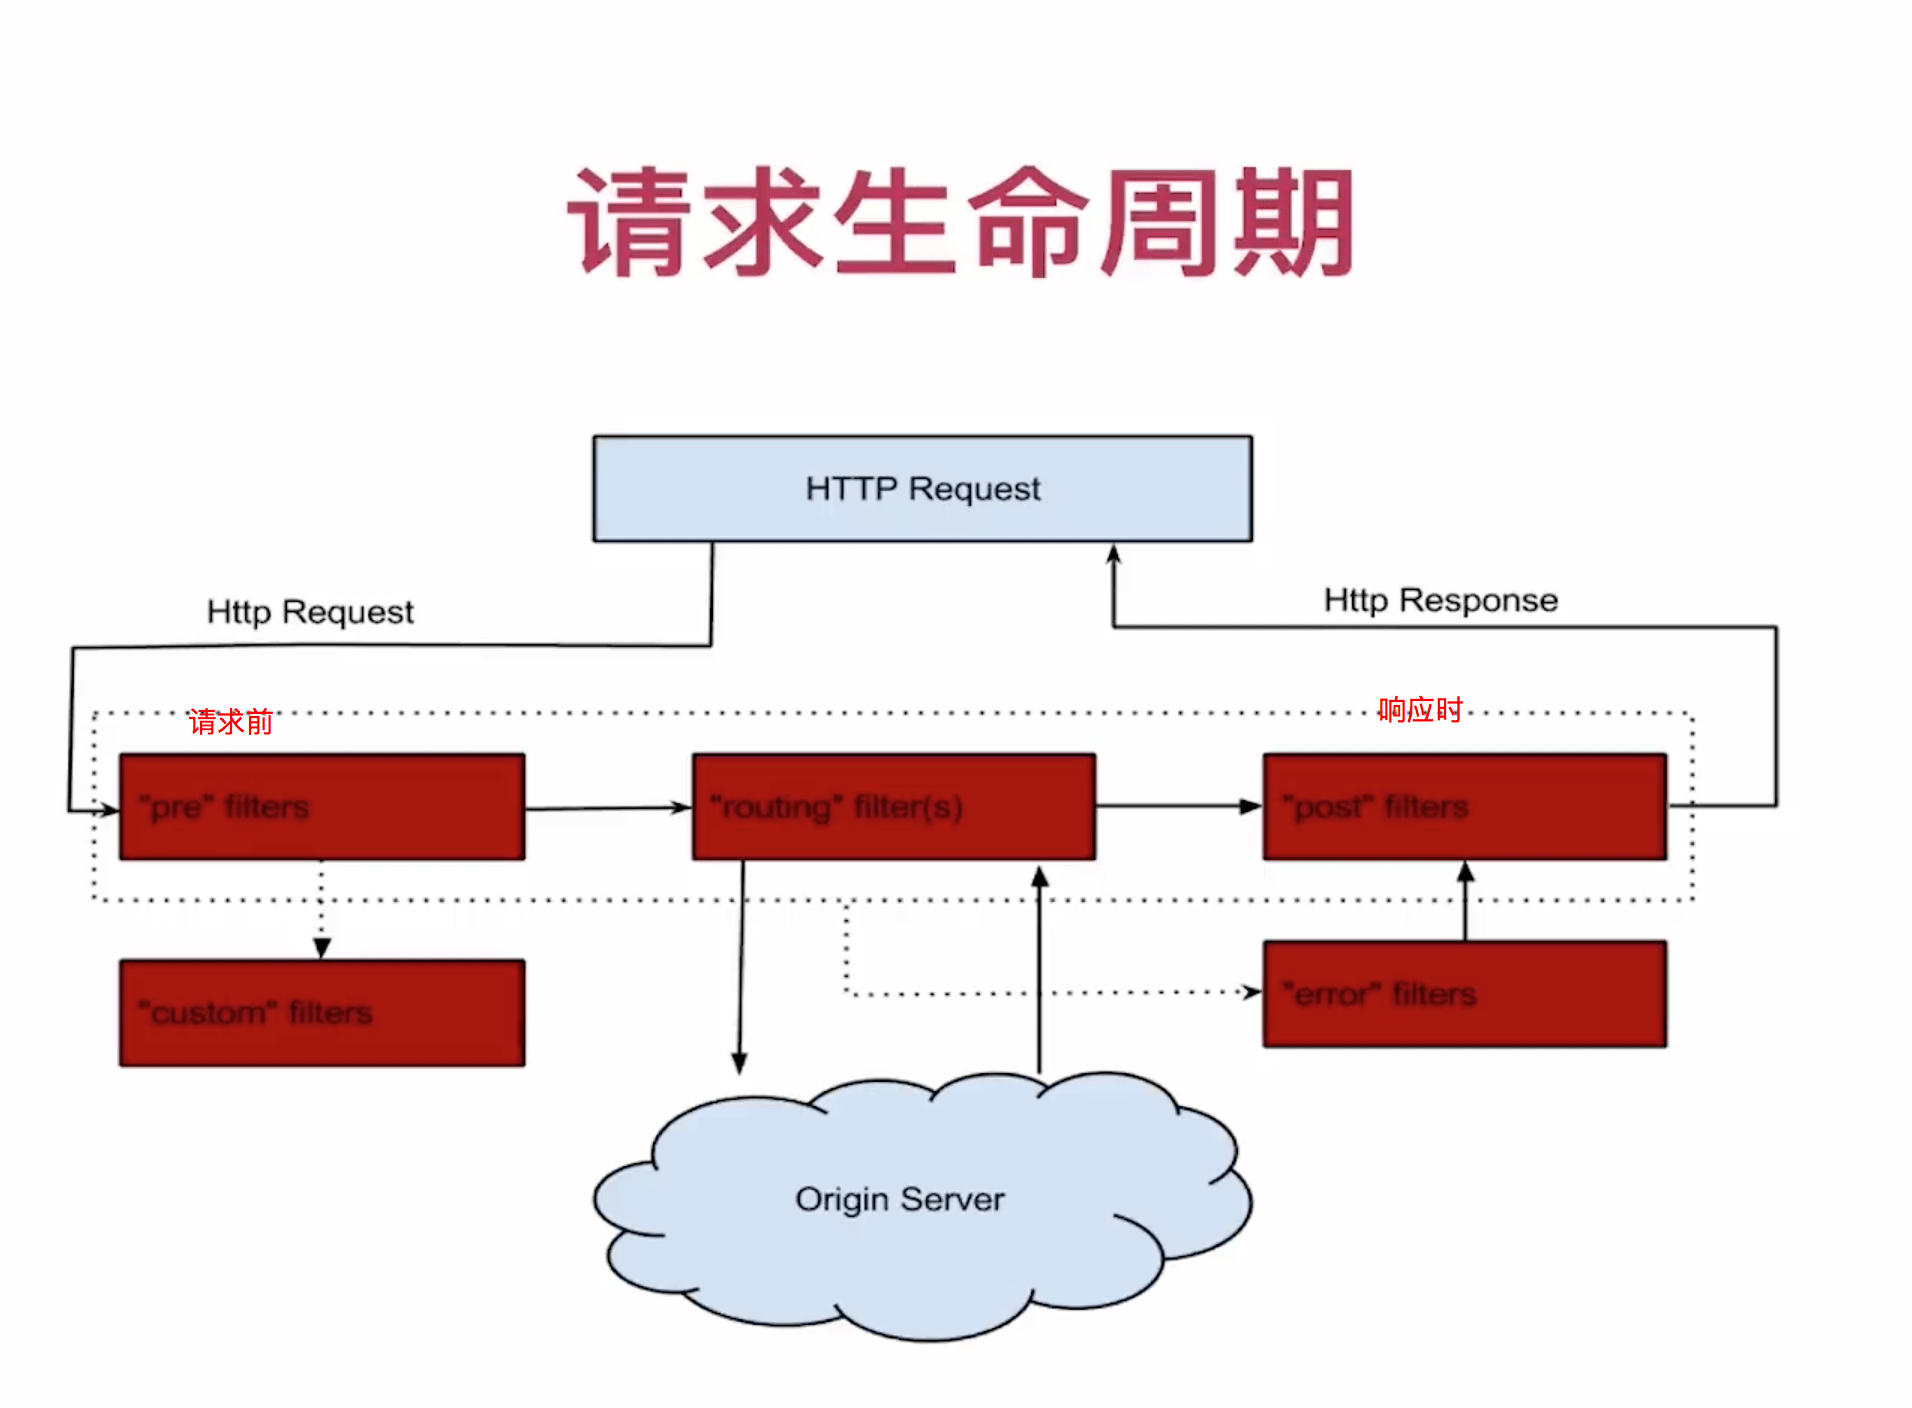 请求生命周期
HTTP Request
Http Request
Http Response
请求前
响应时
"pre" filters
"routing" filter(s)
"post" filters
"custom" filters
"error" filters
Origin Server